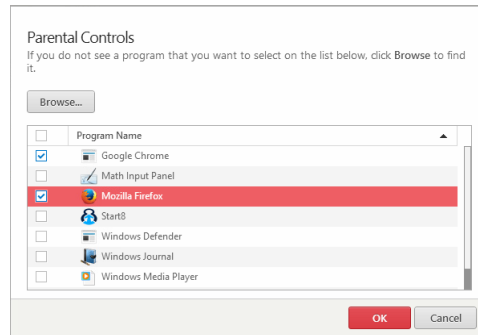 Parental Controls
If you do not see a program that you want to select on the list below, click Browse to find
it.
Browse...
Program Name
Google Chrome
Math Input Panel
Mozilla Firefox
Start8
Windows Defender
Windows Journal
Windows Media Player
OK Cancel